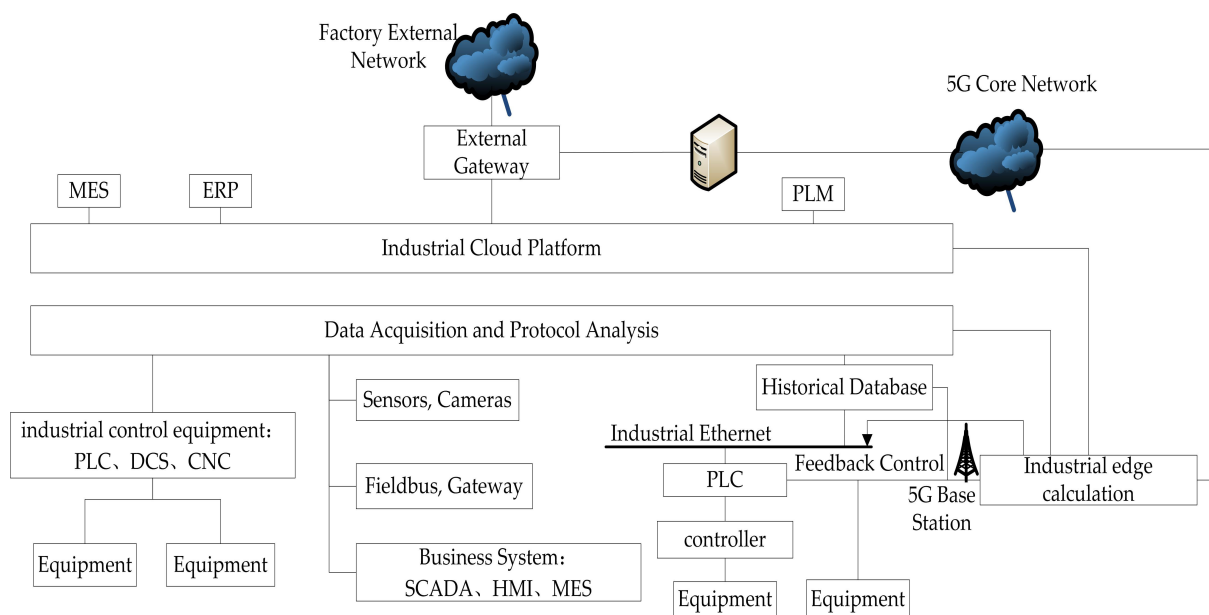 Factory External
Network
5G Core Network
External
Gateway
MES
ERP
PLM
Industrial Cloud Platform
Data Acquisition and Protocol Analysis
Historical Database
Sensors, Cameras
industrial control equipment：
PLC、DCS、CNC
Industrial Ethernet
Feedback Control
PLC
Fieldbus, Gateway
5G Base
Station
Industrial edge
calculation
controller
Equipment
Equipment
Business System：
SCADA、HMI、MES
Equipment
Equipment